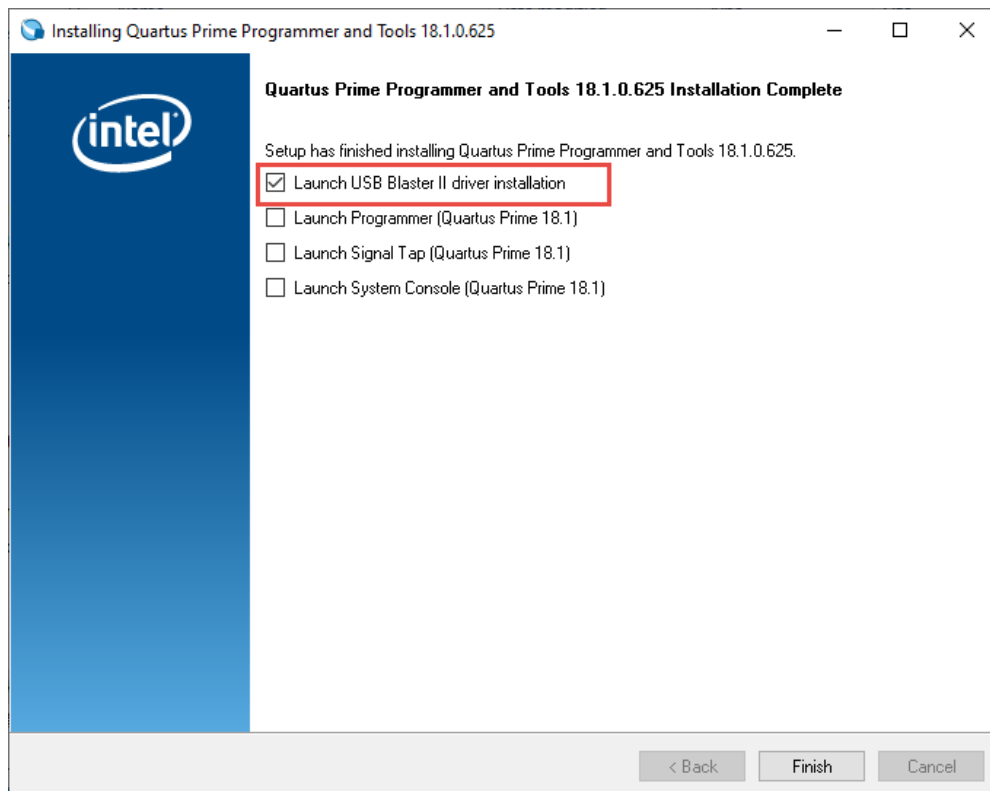 Installing Quartus Prime Programmer and Tools 18.1.0.625
intel
Quartus Prime Programmer and Tools 18.1.0.625 Installation Complete
Setup has finished installing Quartus Prime Programmer and Tools 18.1.0.625.
Launch USB Blaster II driver installation
Launch Programmer (Quartus Prime 18.1)
Launch Signal Tap (Quartus Prime 18.1)
Launch System Console (Quartus Prime 18.1)
< Back
Finish
Cancel